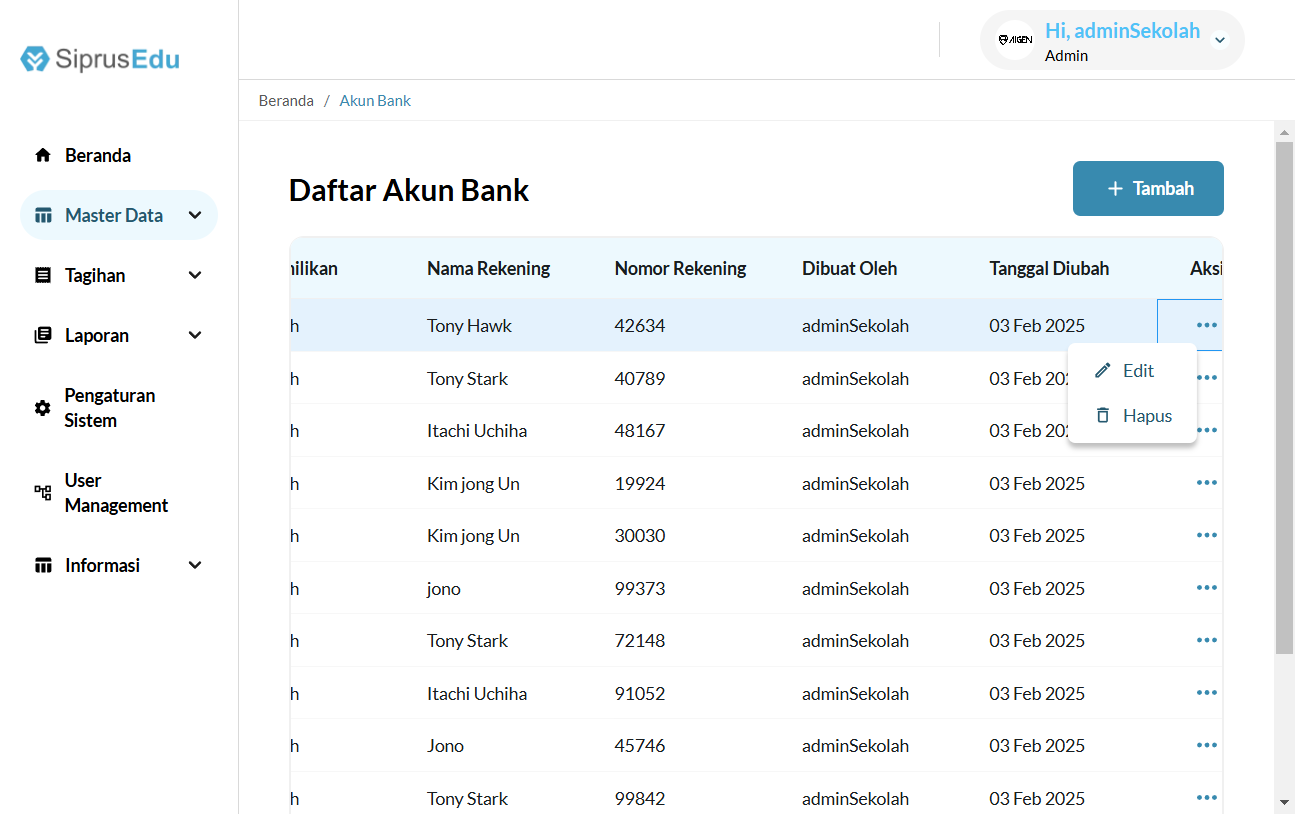 SiprusEdu
AIGEN
Hi, adminSekolah
Admin
Beranda / Akun Bank
Beranda
Master Data
Tagihan
Laporan
Pengaturan
Sistem
User
Management
Informasi
Daftar Akun Bank
+ Tambah
nilikan Nama Rekening Nomor Rekening Dibuat Oleh Tanggal Diubah Aksi
h Tony Hawk 42634 adminSekolah 03 Feb 2025 •••
h Tony Stark 40789 adminSekolah 03 Feb 202 •••
h Itachi Uchiha 48167 adminSekolah 03 Feb 202 •••
h Kim jong Un 19924 adminSekolah 03 Feb 2025 •••
h Kim jong Un 30030 adminSekolah 03 Feb 2025 •••
h jono 99373 adminSekolah 03 Feb 2025 •••
h Tony Stark 72148 adminSekolah 03 Feb 2025 •••
h Itachi Uchiha 91052 adminSekolah 03 Feb 2025 •••
h Jono 45746 adminSekolah 03 Feb 2025 •••
h Tony Stark 99842 adminSekolah 03 Feb 2025 •••
Edit
Hapus